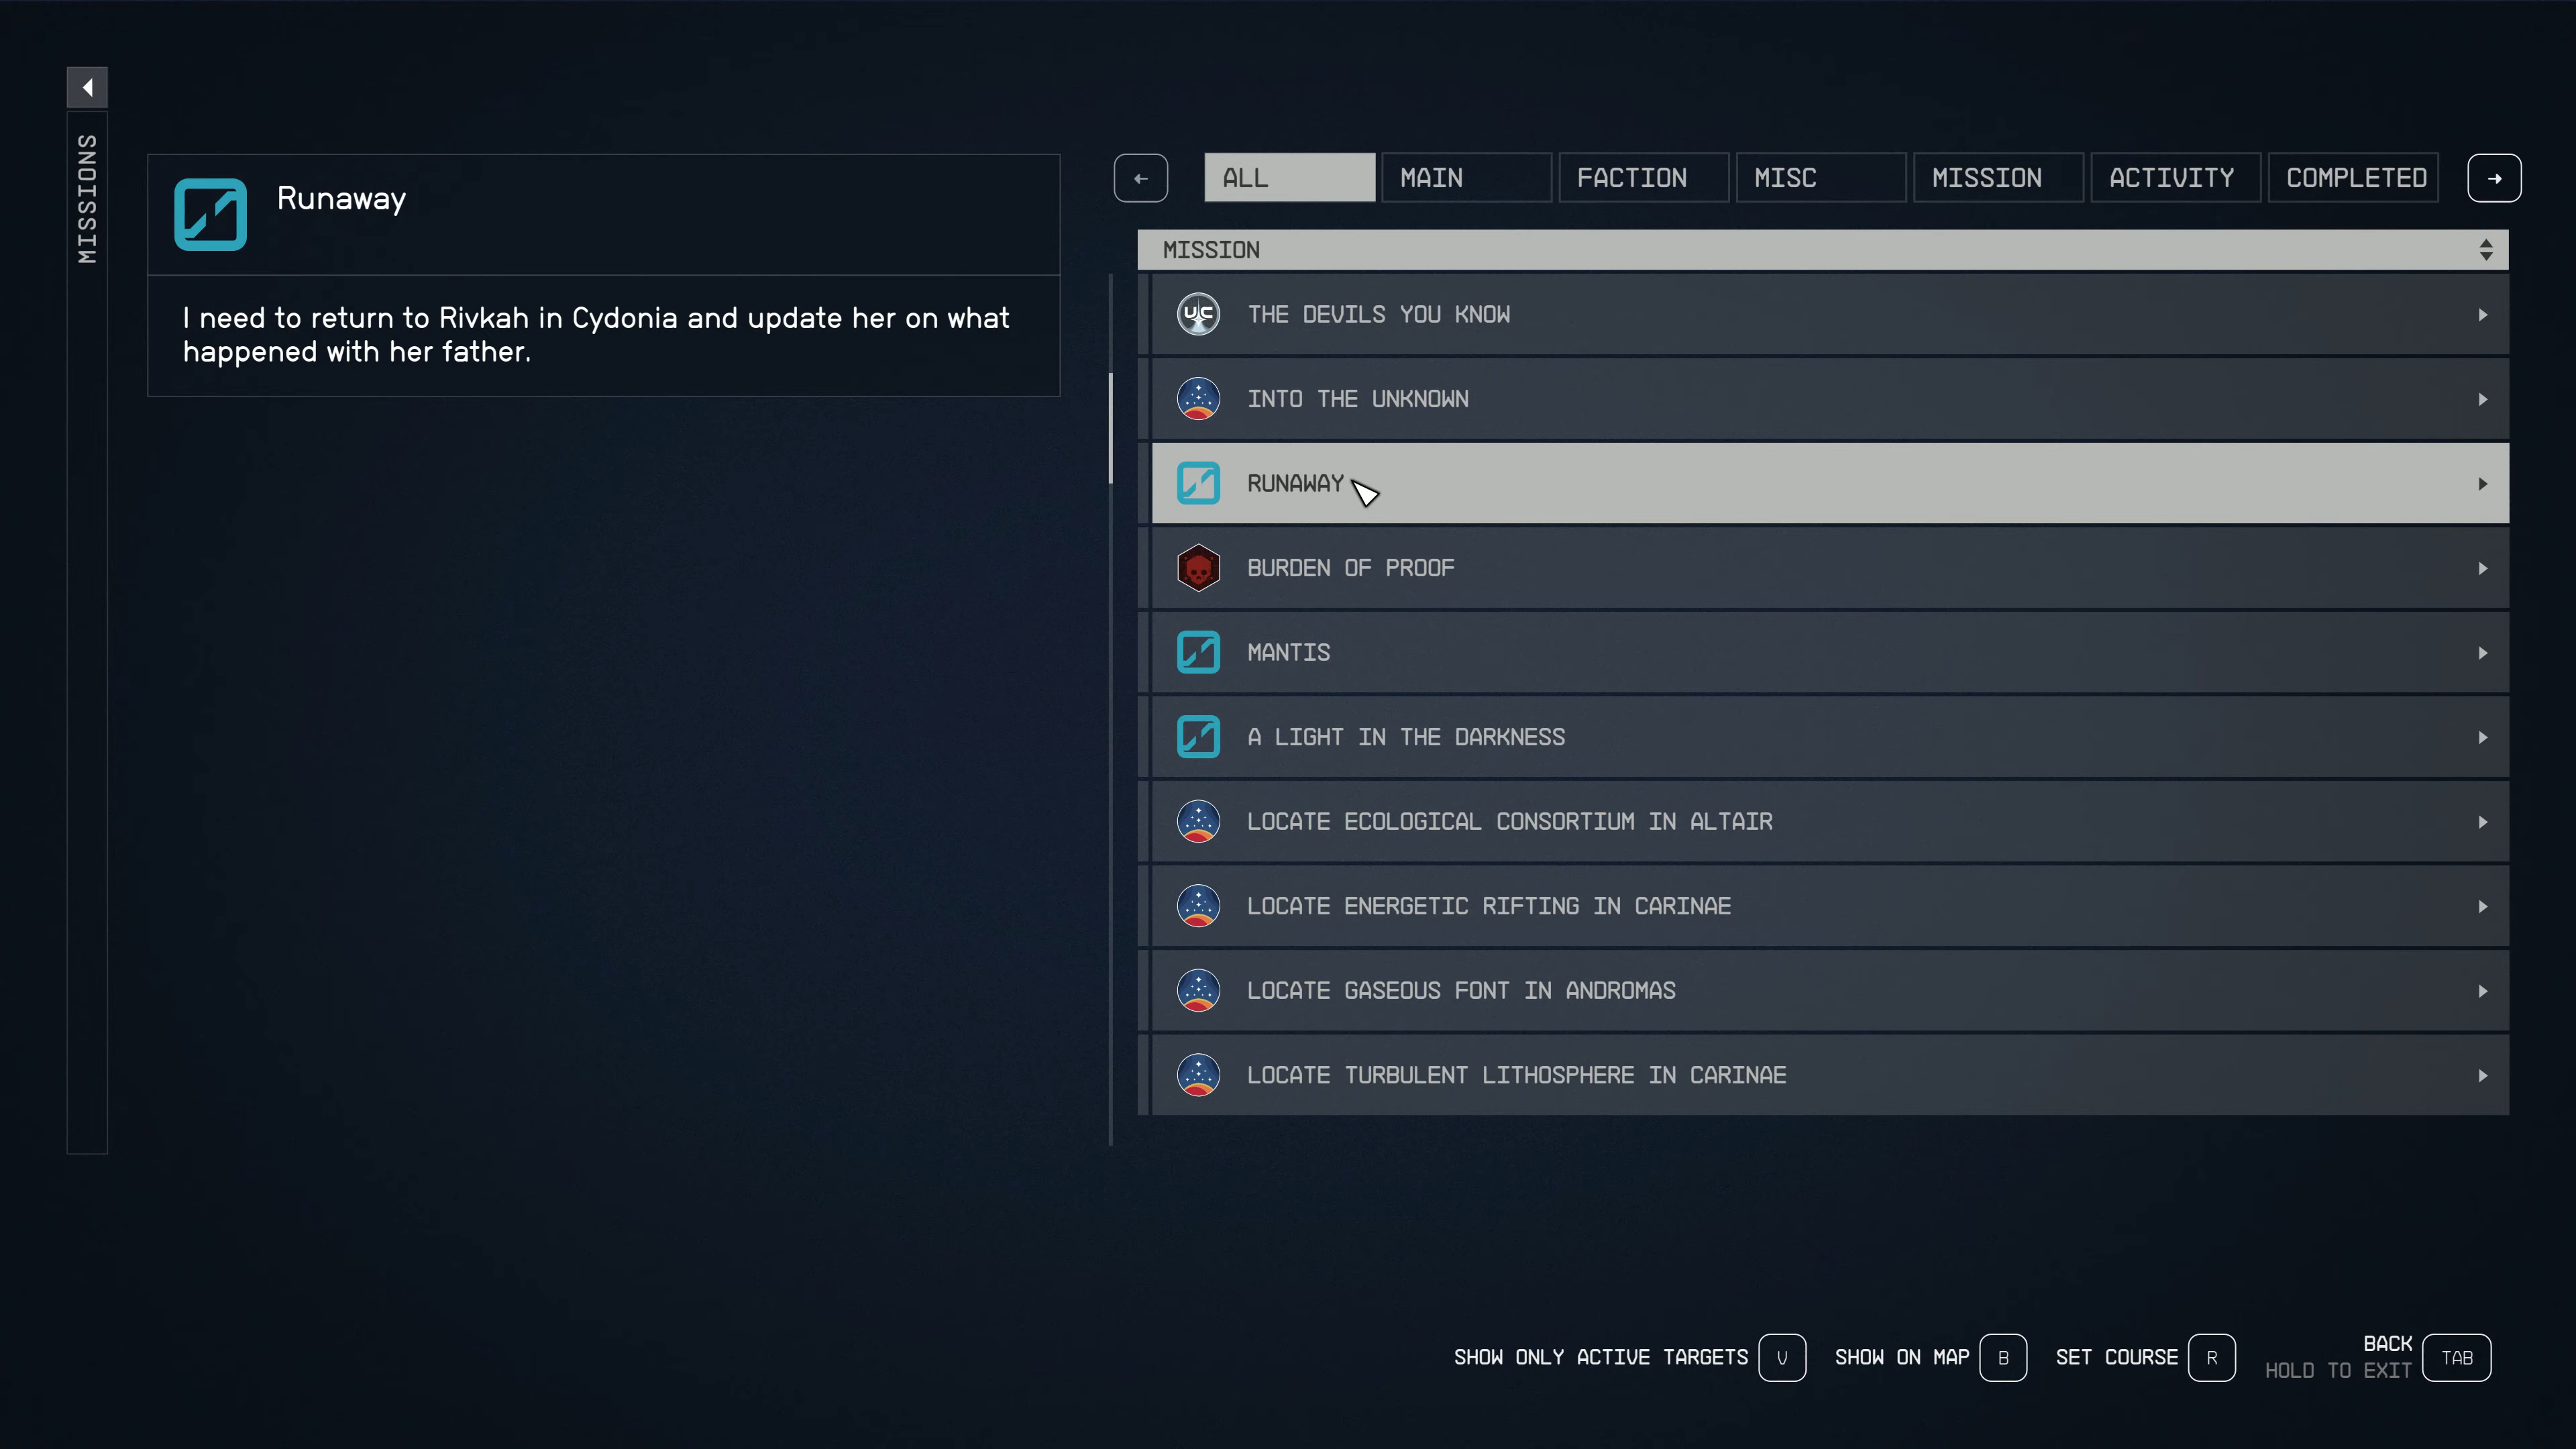 MISSIONS
Runaway
I need to return to Rivkah in Cydonia and update her on what
happened with her father.
ALL MAIN FACTION MISC MISSION ACTIVITY COMPLETED
MISSION
UC THE DEVILS YOU KNOW
INTO THE UNKNOWN
RUNAWAY
BURDEN OF PROOF
MANTIS
A LIGHT IN THE DARKNESS
LOCATE ECOLOGICAL CONSORTIUM IN ALTAIR
LOCATE ENERGETIC RIFTING IN CARINAE
LOCATE GASEOUS FONT IN ANDROMAS
LOCATE TURBULENT LITHOSPHERE IN CARINAE
SHOW ONLY ACTIVE TARGETS V SHOW ON MAP B SET COURSE R BACK TAB
HOLD TO EXIT